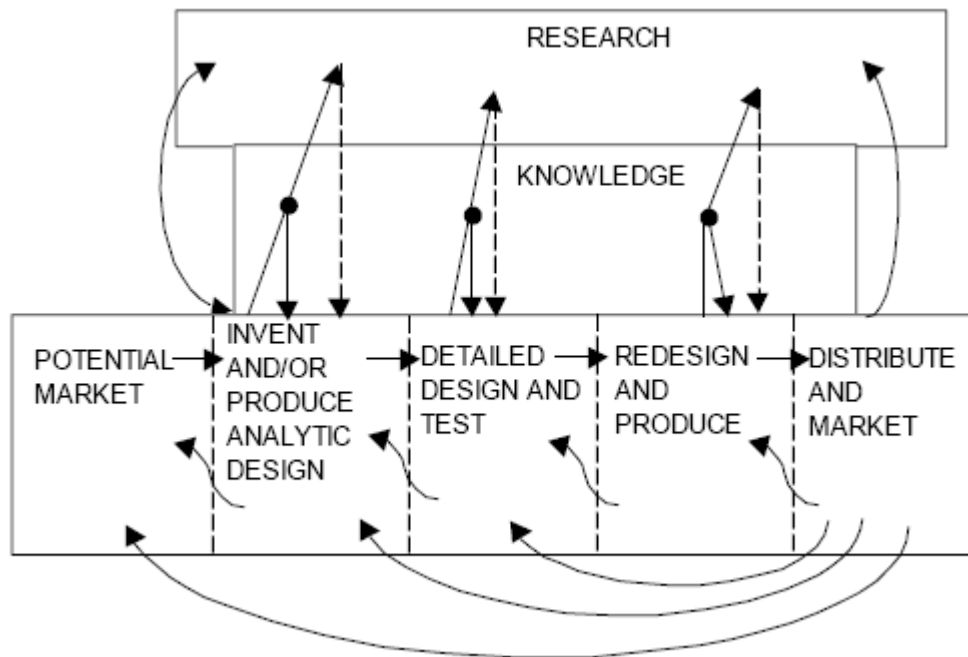 RESEARCH
KNOWLEDGE
POTENTIAL
MARKET
INVENT
AND/OR
PRODUCE
ANALYTIC
DESIGN
DETAILED
DESIGN AND
TEST
REDESIGN
AND
PRODUCE
DISTRIBUTE
AND
MARKET